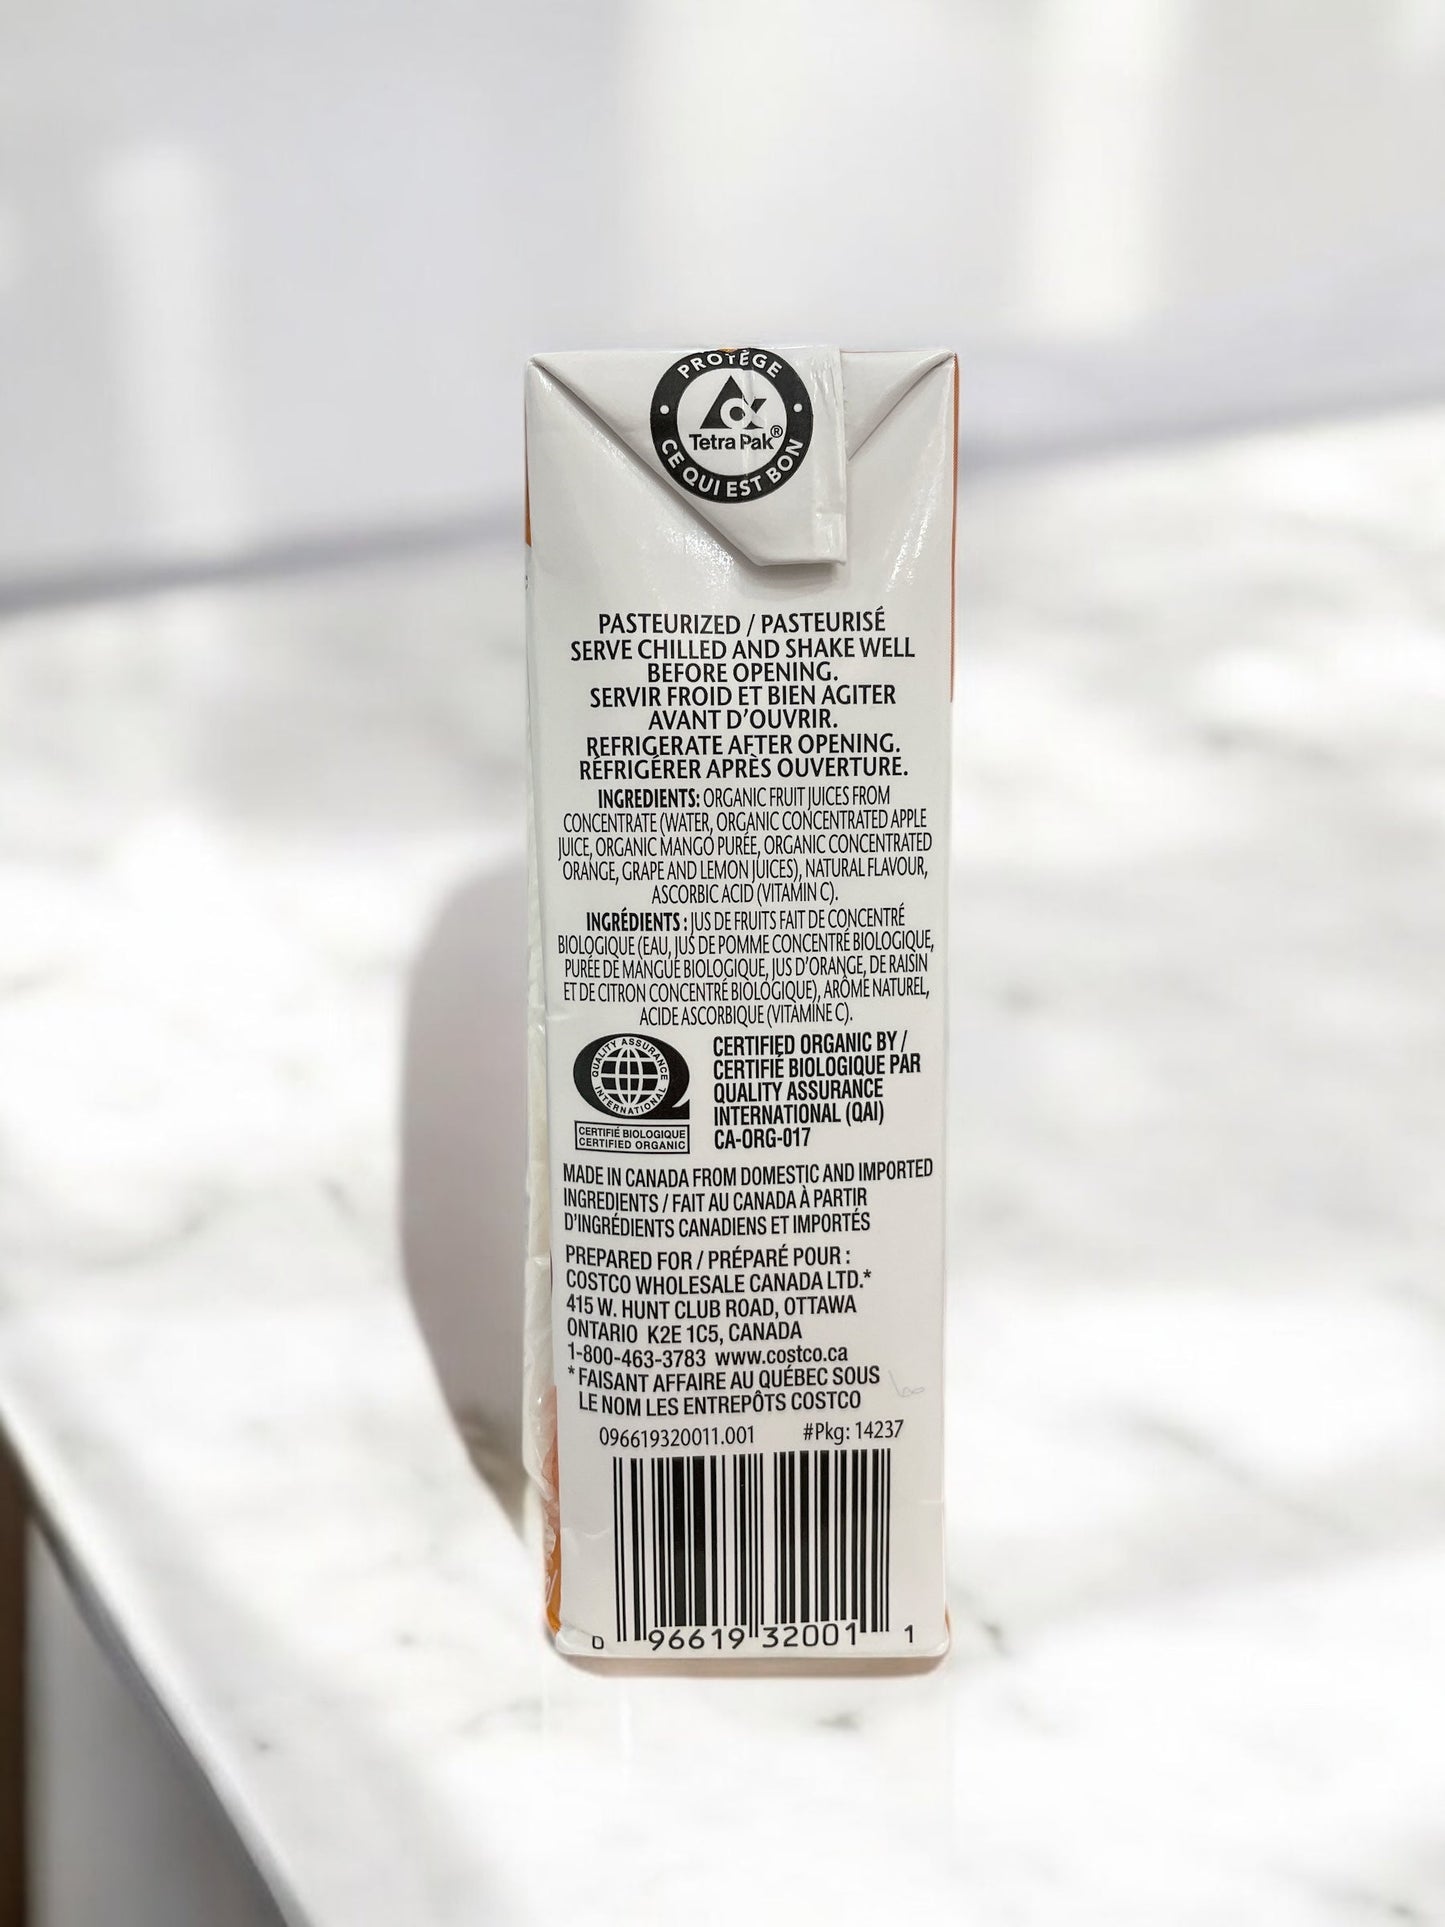 PROTÈGE
Tetra Pak®
CE QUI EST BON
PASTEURIZED / PASTEURISÉ
SERVE CHILLED AND SHAKE WELL
BEFORE OPENING.
SERVIR FROID ET BIEN AGITER
AVANT D'OUVRIR.
REFRIGERATE AFTER OPENING.
RÉFRIGÉRER APRÈS OUVERTURE.
INGREDIENTS: ORGANIC FRUIT JUICES FROM
CONCENTRATE (WATER, ORGANIC CONCENTRATED APPLE
JUICE, ORGANIC MANGO PURÉE, ORGANIC CONCENTRATED
ORANGE, GRAPE AND LEMON JUICES), NATURAL FLAVOUR,
ASCORBIC ACID (VITAMIN C).
INGRÉDIENTS : JUS DE FRUITS FAIT DE CONCENTRÉ
BIOLOGIQUE (EAU, JUS DE POMME CONCENTRÉ BIOLOGIQUE,
PURÉE DE MANGUE BIOLOGIQUE, JUS D'ORANGE, DE RAISIN
ET DE CITRON CONCENTRÉ BIOLOGIQUE), ARÔME NATUREL,
ACIDE ASCORBIQUE (VITAMINE C).
QUALITY ASSURANCE
INTERNATIONAL
CERTIFIÉ BIOLOGIQUE
CERTIFIED ORGANIC
CERTIFIED ORGANIC BY /
CERTIFIÉ BIOLOGIQUE PAR
QUALITY ASSURANCE
INTERNATIONAL (QAI)
CA-ORG-017
MADE IN CANADA FROM DOMESTIC AND IMPORTED
INGREDIENTS / FAIT AU CANADA À PARTIR
D'INGRÉDIENTS CANADIENS ET IMPORTÉS
PREPARED FOR / PRÉPARÉ POUR :
COSTCO WHOLESALE CANADA LTD.*
415 W. HUNT CLUB ROAD, OTTAWA
ONTARIO K2E 1C5, CANADA
1-800-463-3783 www.costco.ca
*FAISANT AFFAIRE AU QUÉBEC SOUS
LE NOM LES ENTREPÔTS COSTCO
096619320011.001 #Pkg: 14237
0 96619 32001 1